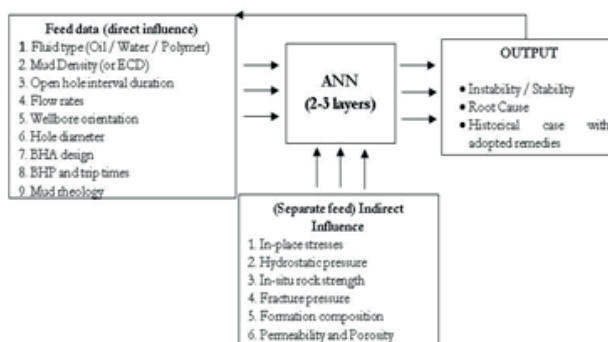 Feed data (direct influence)
1. Fluid type (Oil / Water / Polymer)
2. Mud Density (or ECD)
3. Open hole interval duration
4. Flow rates
5. Wellbore orientation
6. Hole diameter
7. BHA design
8. BHP and trip times
9. Mud rheology
ANN
(2-3 layers)
OUTPUT
● Instability / Stability
● Root Cause
● Historical case with
adopted remedies
(Separate feed) Indirect
Influence
1. In-place stresses
2. Hydrostatic pressure
3. In-situ rock strength
4. Fracture pressure
5. Formation composition
6. Permeability and Porosity